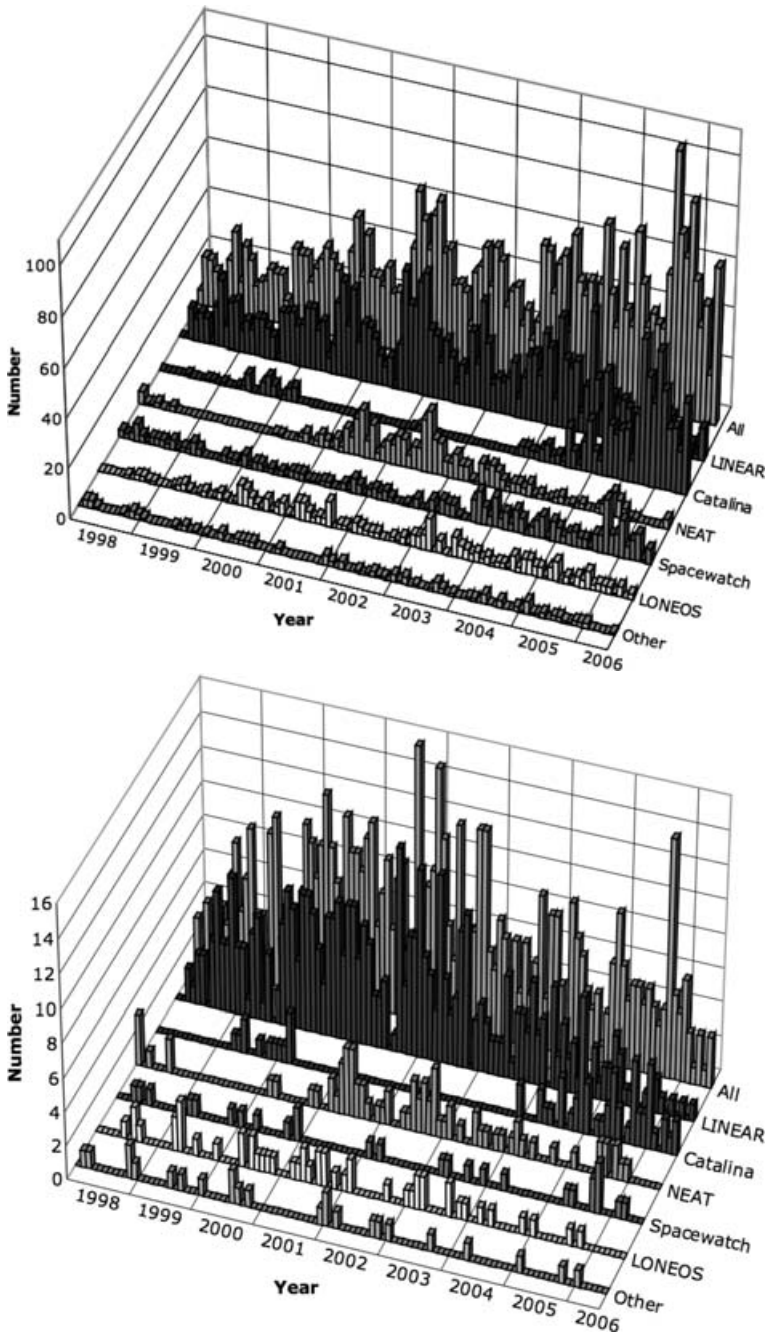 100
80
60
40
20
0
Number
1998
1999
2000
2001
2002
2003
2004
2005
2006
Year
All
LINEAR
Catalina
NEAT
Spacewatch
LONEOS
Other
16
14
12
10
8
6
4
2
0
Number
1998
1999
2000
2001
2002
2003
2004
2005
2006
Year
All
LINEAR
Catalina
NEAT
Spacewatch
LONEOS
Other